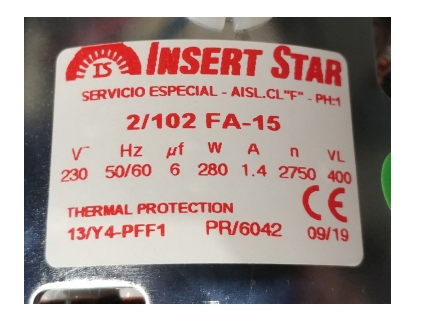 TS INSERT STAR
SERVICIO ESPECIAL - AISL.CL"F" - PH:1
2/102 FA-15
V~ Hz µf W A n VL
230 50/60 6 280 1.4 2750 400
THERMAL PROTECTION CE
13/Y4-PFF1 PR/6042 09/19